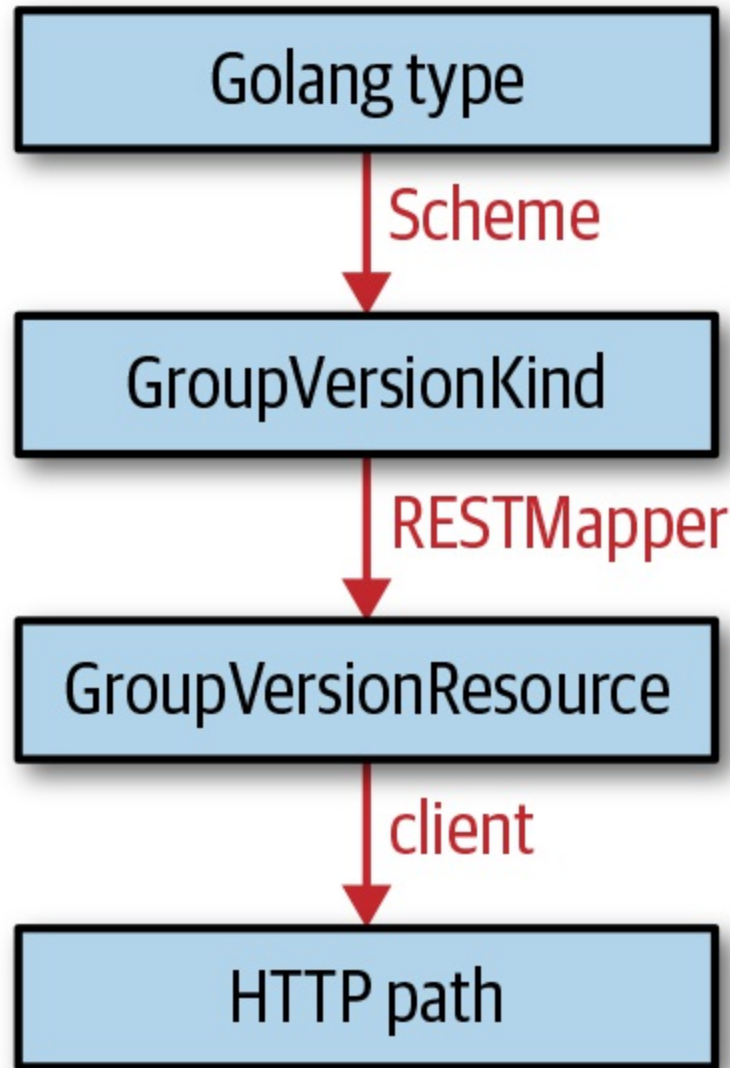 Golang type
Scheme
GroupVersionKind
RESTMapper
GroupVersionResource
client
HTTP path